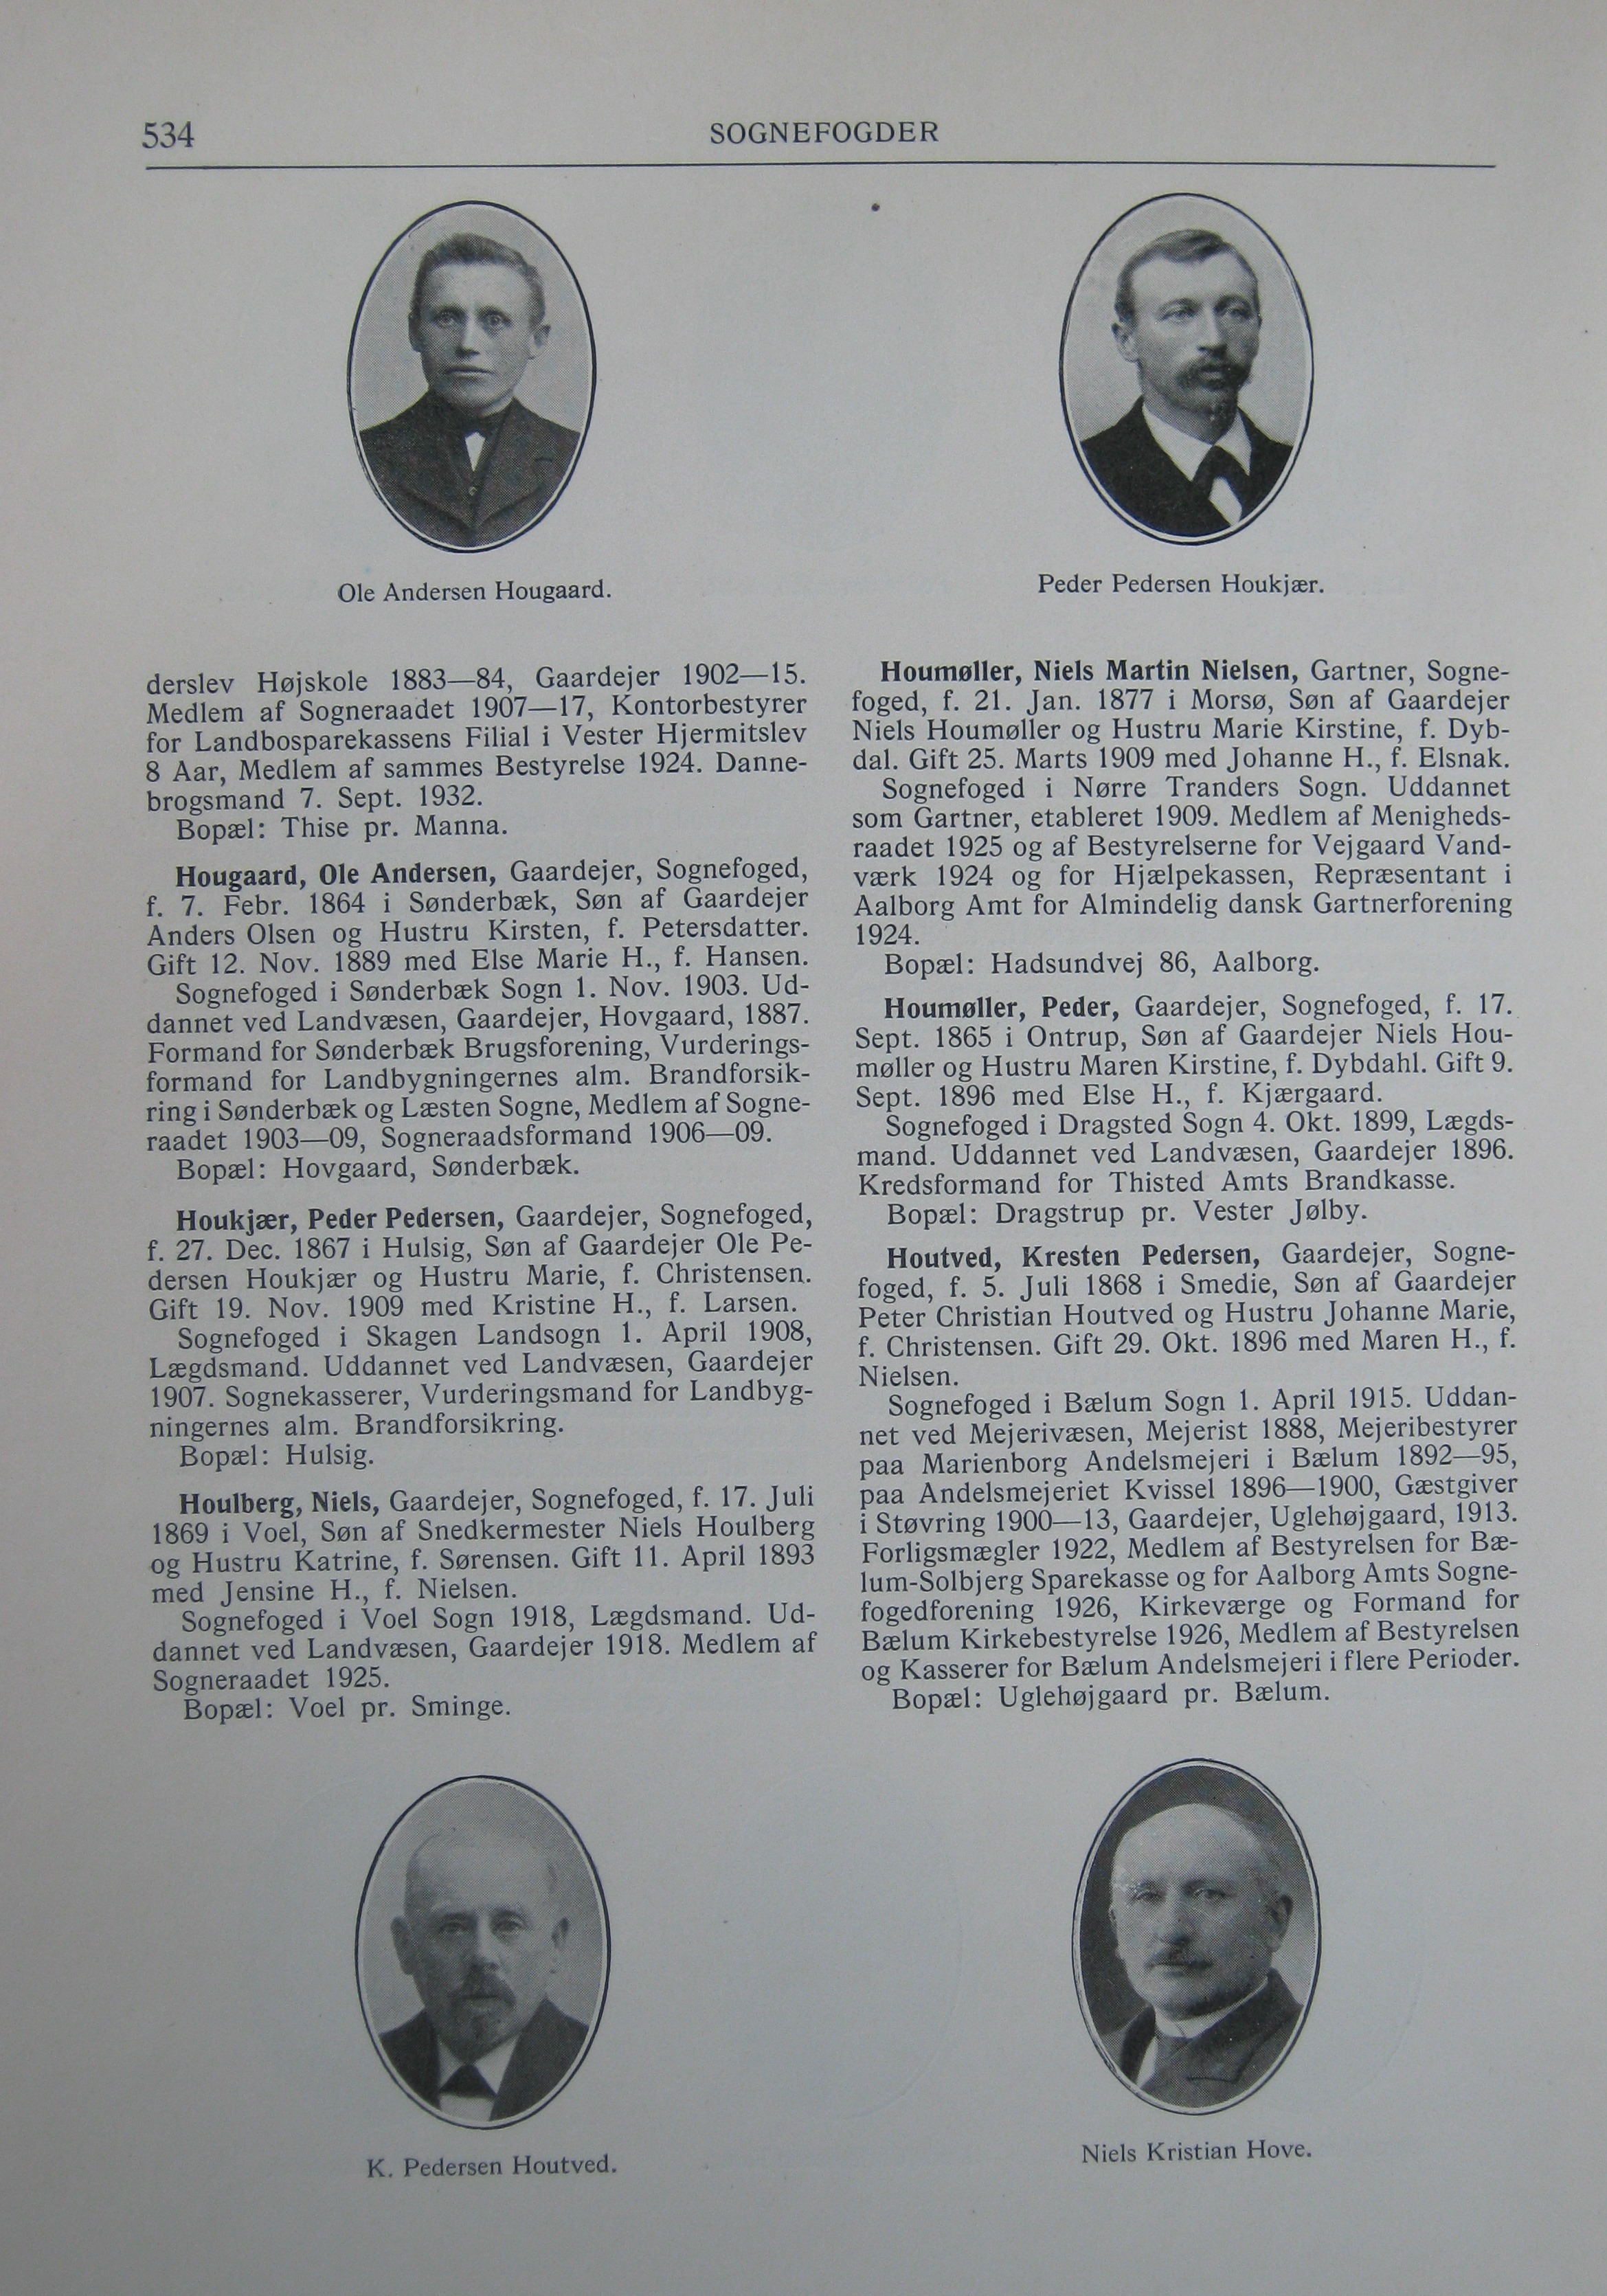 534
SOGNEFOGDER
Ole Andersen Hougaard.
Peder Pedersen Houkjær.
derslev Højskole 1883—84, Gaardejer 1902—15.
Medlem af Sogneraadet 1907—17, Kontorbestyrer
for Landbosparekassens Filial i Vester Hjermitslev
8 Aar, Medlem af sammes Bestyrelse 1924. Danne-
brogsmand 7. Sept. 1932.
Bopæl: Thise pr. Manna.
Hougaard, Ole Andersen, Gaardejer, Sognefoged,
f. 7. Febr. 1864 i Sønderbæk, Søn af Gaardejer
Anders Olsen og Hustru Kirsten, f. Petersdatter.
Gift 12. Nov. 1889 med Else Marie H., f. Hansen.
Sognefoged i Sønderbæk Sogn 1. Nov. 1903. Ud-
dannet ved Landvæsen, Gaardejer, Hovgaard, 1887.
Formand for Sønderbæk Brugsforening, Vurderings-
formand for Landbygningernes alm. Brandforsik-
ring i Sønderbæk og Læsten Sogne, Medlem af Sogne-
raadet 1903—09, Sogneraadsformand 1906—09.
Bopæl: Hovgaard, Sønderbæk.
Houkjær, Peder Pedersen, Gaardejer, Sognefoged,
f. 27. Dec. 1867 i Hulsig, Søn af Gaardejer Ole Pe-
dersen Houkjær og Hustru Marie, f. Christensen.
Gift 19. Nov. 1909 med Kristine H., f. Larsen.
Sognefoged i Skagen Landsogn 1. April 1908,
Lægdsmand. Uddannet ved Landvæsen, Gaardejer
1907. Sognekasserer, Vurderingsmand for Landbyg-
ningernes alm. Brandforsikring.
Bopæl: Hulsig.
Houlberg, Niels, Gaardejer, Sognefoged, f. 17. Juli
1869 i Voel, Søn af Snedkermester Niels Houlberg
og Hustru Katrine, f. Sørensen. Gift 11. April 1893
med Jensine H., f. Nielsen.
Sognefoged i Voel Sogn 1918, Lægdsmand. Ud-
dannet ved Landvæsen, Gaardejer 1918. Medlem af
Sogneraadet 1925.
Bopæl: Voel pr. Sminge.
Houmøller, Niels Martin Nielsen, Gartner, Sogne-
foged, f. 21. Jan. 1877 i Morsø, Søn af Gaardejer
Niels Houmøller og Hustru Marie Kirstine, f. Dyb-
dal. Gift 25. Marts 1909 med Johanne H., f. Elsnak.
Sognefoged i Nørre Tranders Sogn. Uddannet
som Gartner, etableret 1909. Medlem af Menigheds-
raadet 1925 og af Bestyrelserne for Vejgaard Vand-
værk 1924 og for Hjælpekassen, Repræsentant i
Aalborg Amt for Almindelig dansk Gartnerforening
1924.
Bopæl: Hadsundvej 86, Aalborg.
Houmøller, Peder, Gaardejer, Sognefoged, f. 17.
Sept. 1865 i Ontrup, Søn af Gaardejer Niels Hou-
møller og Hustru Maren Kirstine, f. Dybdahl. Gift 9.
Sept. 1896 med Else H., f. Kjærgaard.
Sognefoged i Dragsted Sogn 4. Okt. 1899, Lægds-
mand. Uddannet ved Landvæsen, Gaardejer 1896.
Kredsformand for Thisted Amts Brandkasse.
Bopæl: Dragstrup pr. Vester Jølby.
Houtved, Kresten Pedersen, Gaardejer, Sogne-
foged, f. 5. Juli 1868 i Smedie, Søn af Gaardejer
Peter Christian Houtved og Hustru Johanne Marie,
f. Christensen. Gift 29. Okt. 1896 med Maren H., f.
Nielsen.
Sognefoged i Bælum Sogn 1. April 1915. Uddan-
net ved Mejerivæsen, Mejerist 1888, Mejeribestyrer
paa Marienborg Andelsmejeri i Bælum 1892—95,
paa Andelsmejeriet Kvissel 1896—1900, Gæstgiver
i Støvring 1900—13, Gaardejer, Uglehøjgaard, 1913.
Forligsmægler 1922, Medlem af Bestyrelsen for Bæ-
lum-Solbjerg Sparekasse og for Aalborg Amts Sogne-
fogedforening 1926, Kirkeværge og Formand for
Bælum Kirkebestyrelse 1926, Medlem af Bestyrelsen
og Kasserer for Bælum Andelsmejeri i flere Perioder.
Bopæl: Uglehøjgaard pr. Bælum.
K. Pedersen Houtved.
Niels Kristian Hove.